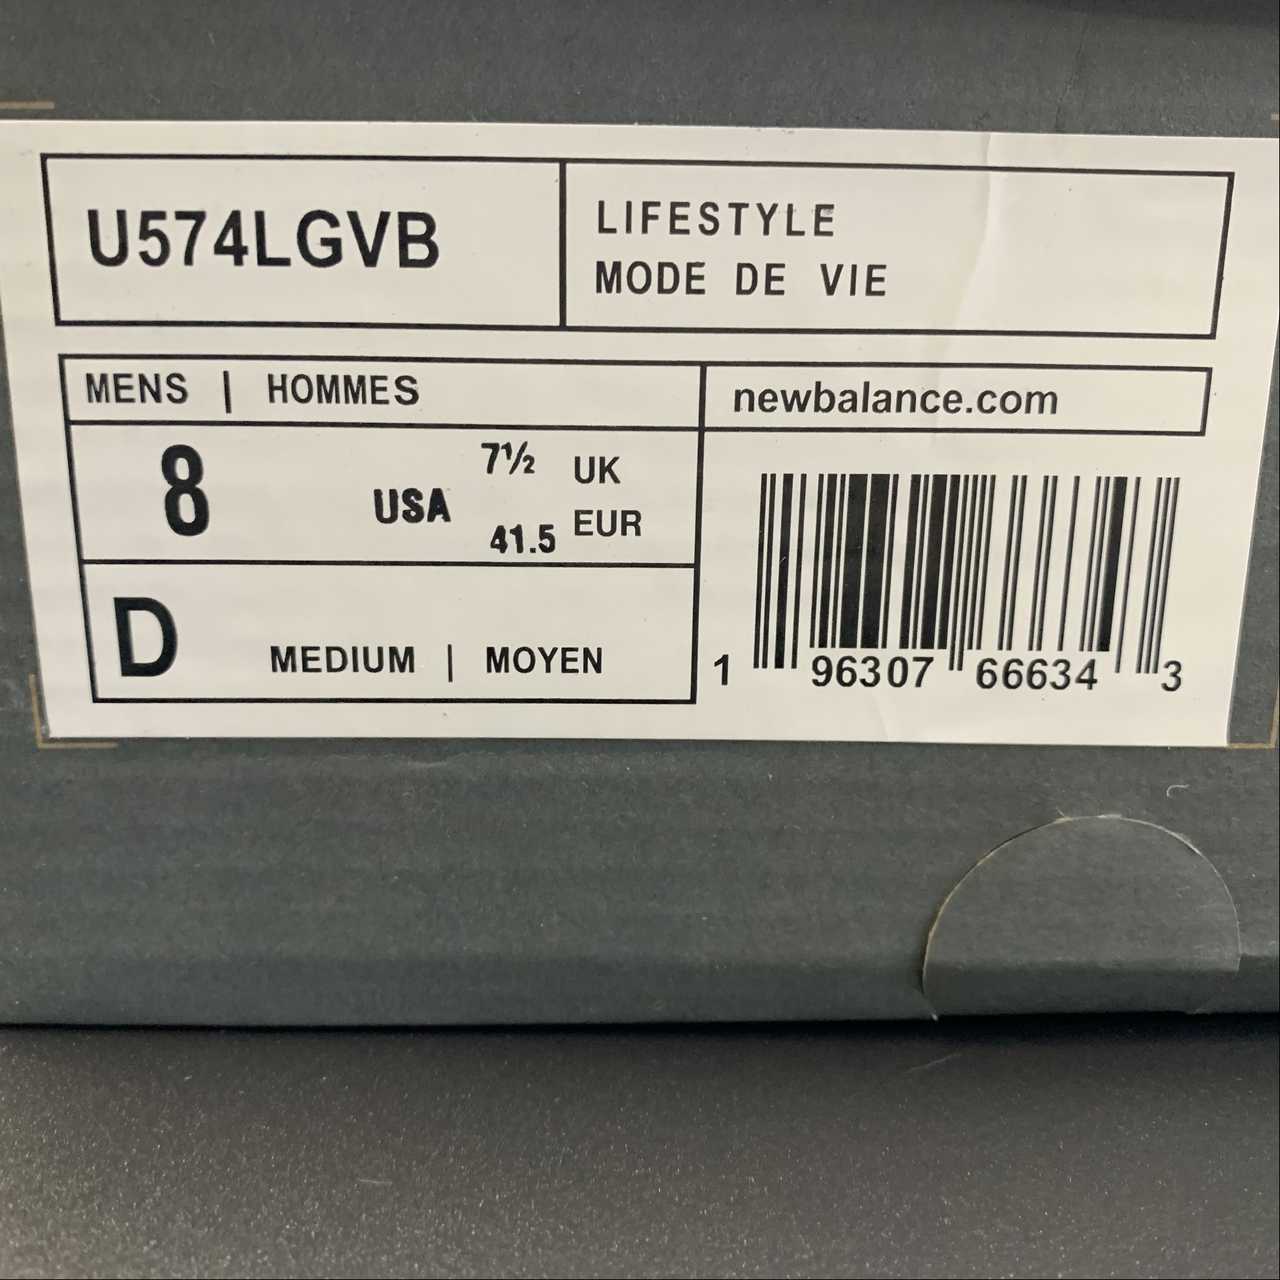 U574LGVB
LIFESTYLE
MODE DE VIE
MENS | HOMMES
newbalance.com
8 USA 7½ UK
41.5 EUR
D MEDIUM | MOYEN
1 96307 66634 3